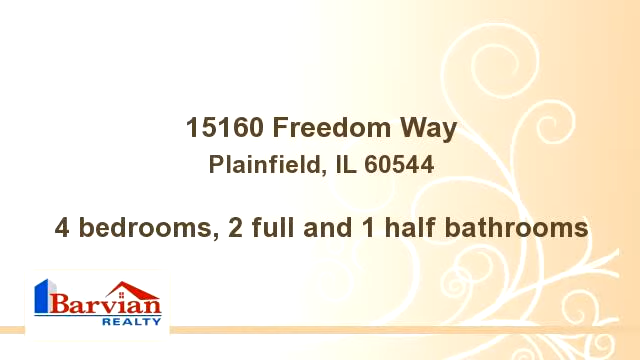 15160 Freedom Way
Plainfield, IL 60544
4 bedrooms, 2 full and 1 half bathrooms
Barvian
REALTY